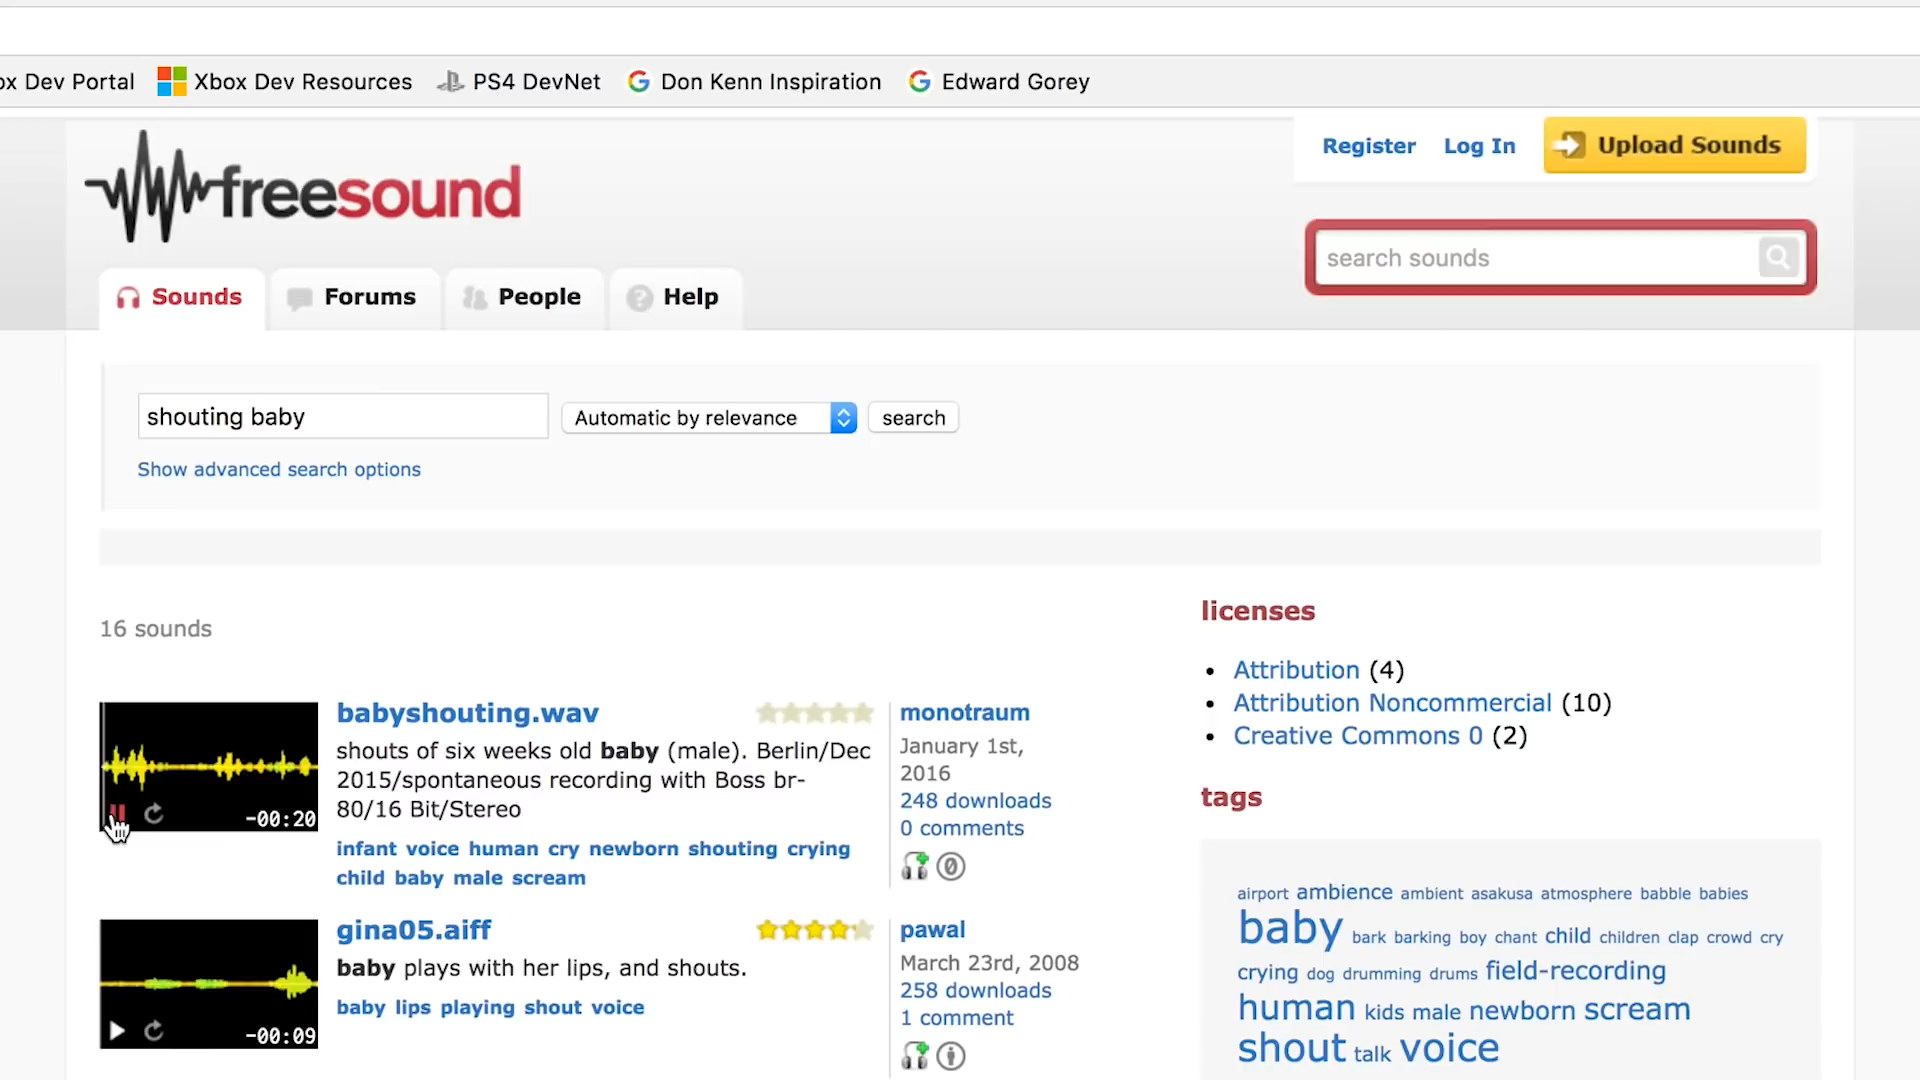 ox Dev Portal Xbox Dev Resources PS4 DevNet Don Kenn Inspiration Edward Gorey
freesound
Register Log In Upload Sounds
search sounds
Sounds Forums People Help
shouting baby Automatic by relevance search
Show advanced search options
16 sounds
babyshouting.wav
shouts of six weeks old baby (male). Berlin/Dec
2015/spontaneous recording with Boss br-
80/16 Bit/Stereo
infant voice human cry newborn shouting crying
child baby male scream
-00:20
monotraum
January 1st,
2016
248 downloads
0 comments
gina05.aiff
baby plays with her lips, and shouts.
baby lips playing shout voice
-00:09
pawal
March 23rd, 2008
258 downloads
1 comment
licenses
Attribution (4)
Attribution Noncommercial (10)
Creative Commons 0 (2)
tags
airport ambience ambient asakusa atmosphere babble babies
baby bark barking boy chant child children clap crowd cry
crying dog drumming drums field-recording
human kids male newborn scream
shout talk voice